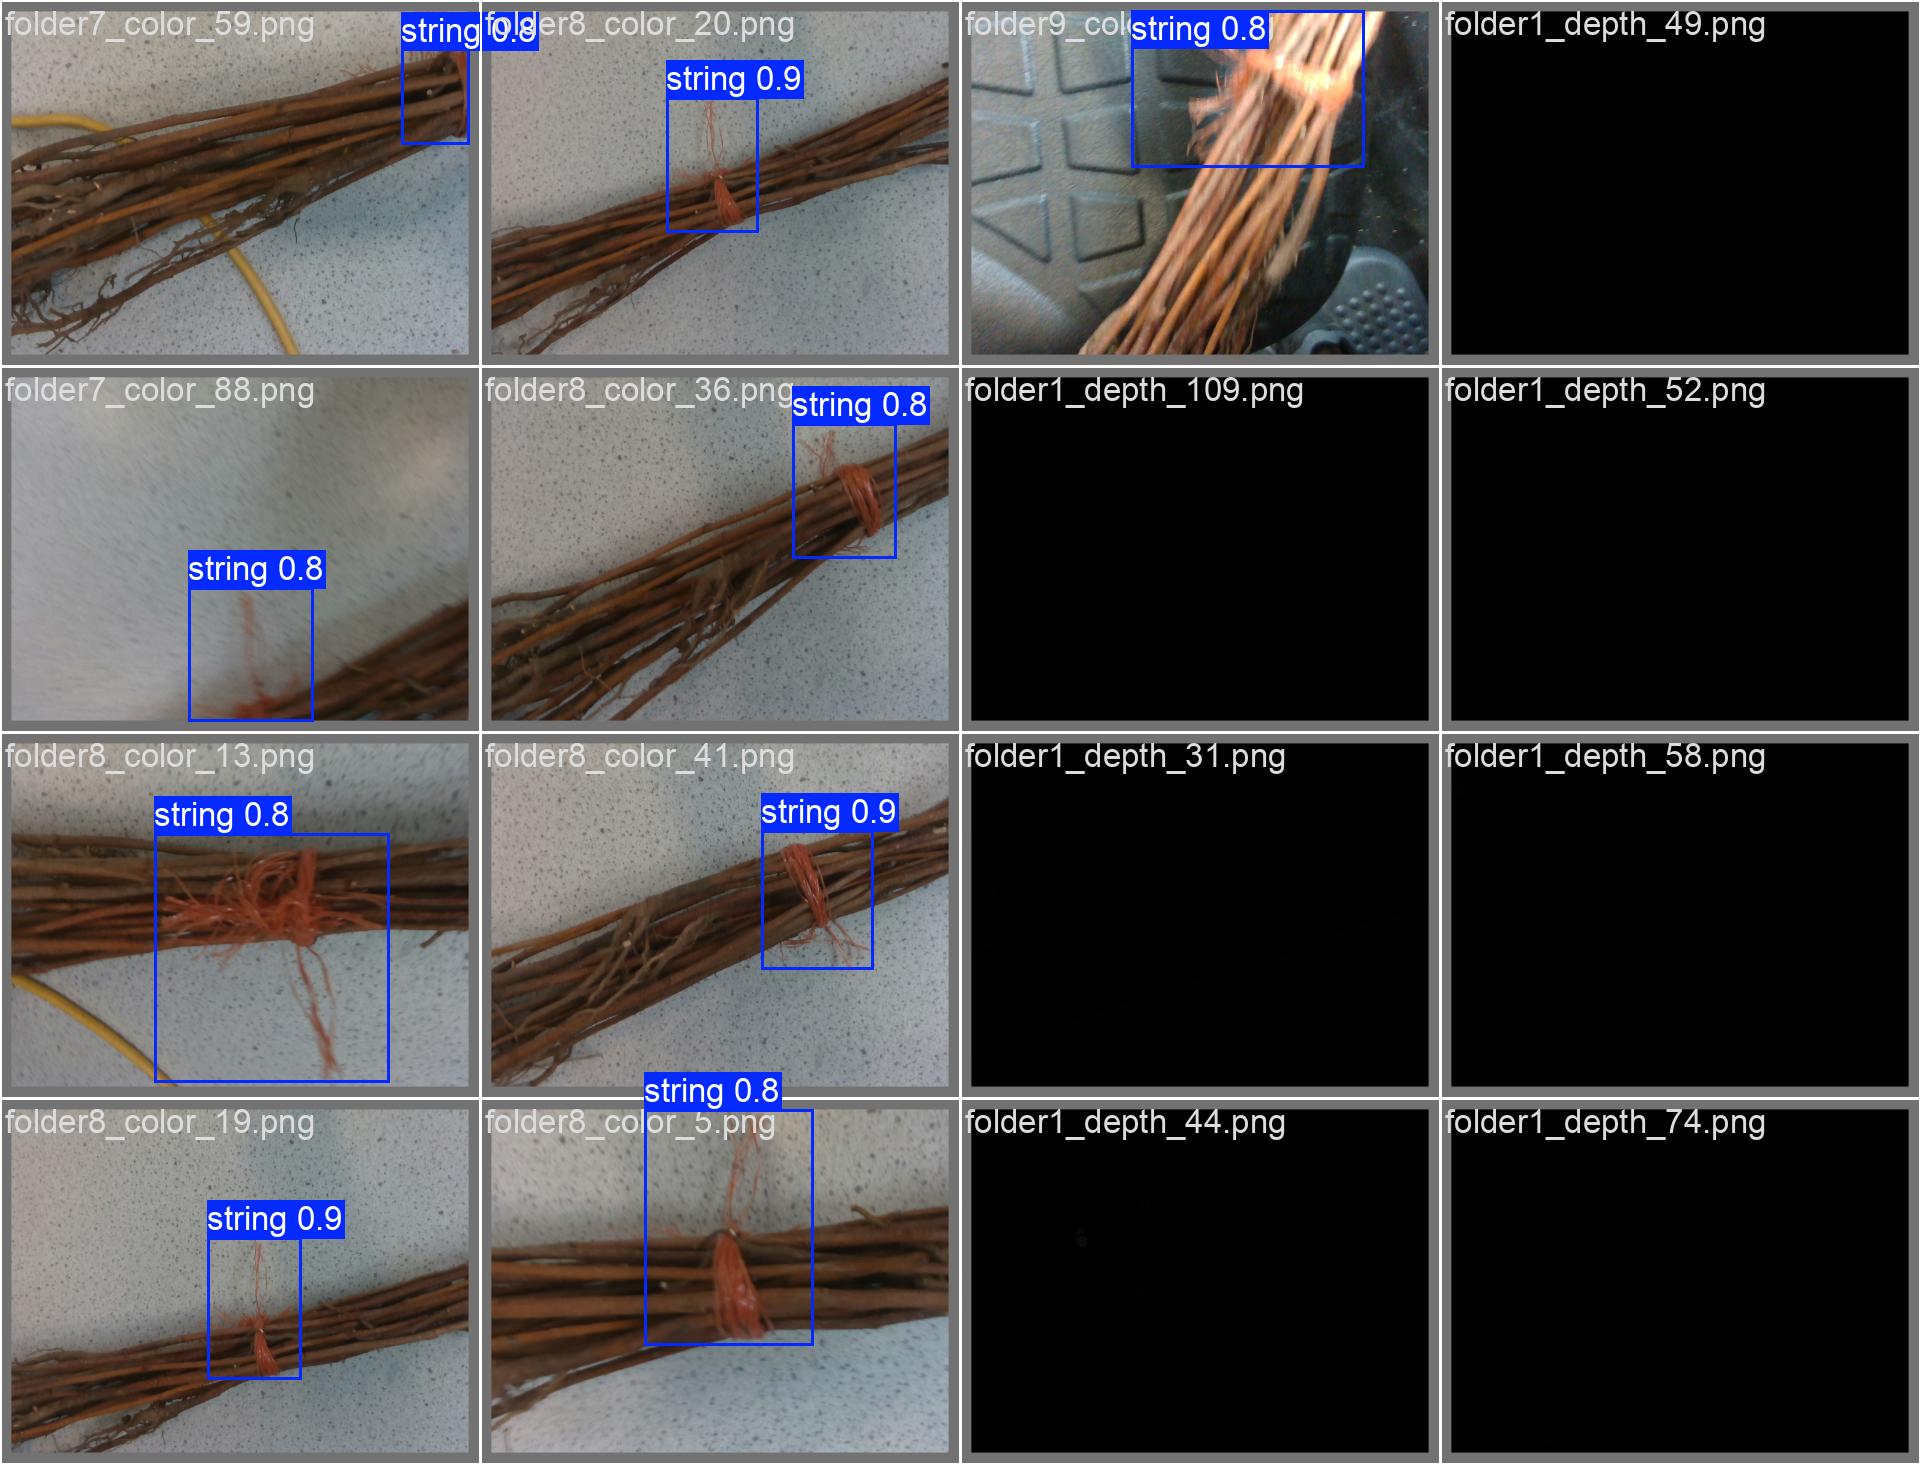 folder7_color_59.png
string 0.8
folder8_color_20.png
string 0.9
folder9_col
string 0.8
folder1_depth_49.png
folder7_color_88.png
string 0.8
folder8_color_36.png
string 0.8
folder1_depth_109.png
folder1_depth_52.png
folder8_color_13.png
string 0.8
folder8_color_41.png
string 0.9
folder1_depth_31.png
folder1_depth_58.png
folder8_color_19.png
string 0.9
folder8_color_5.png
string 0.8
folder1_depth_44.png
folder1_depth_74.png